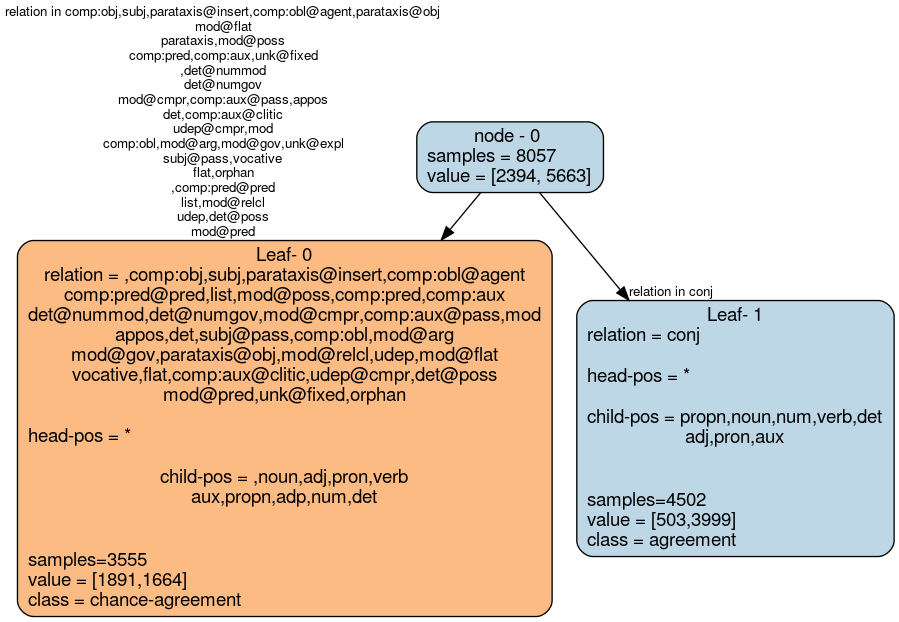 relation in comp:obj,subj,parataxis@insert,comp:obl@agent,parataxis@obj
mod@flat
parataxis,mod@poss
comp:pred,comp:aux,unk@fixed
,det@nummod
det@numgov
mod@cmpr,comp:aux@pass,appos
det,comp:aux@clitic
udep@cmpr,mod
comp:obl,mod@arg,mod@gov,unk@expl
subj@pass,vocative
flat,orphan
,comp:pred@pred
list,mod@relcl
udep,det@poss
mod@pred
node - 0
samples = 8057
value = [2394, 5663]
Leaf- 0
relation = ,comp:obj,subj,parataxis@insert,comp:obl@agent
comp:pred@pred,list,mod@poss,comp:pred,comp:aux
det@nummod,det@numgov,mod@cmpr,comp:aux@pass,mod
appos,det,subj@pass,comp:obl,mod@arg
mod@gov,parataxis@obj,mod@relcl,udep,mod@flat
vocative,flat,comp:aux@clitic,udep@cmpr,det@poss
mod@pred,unk@fixed,orphan
head-pos = *
child-pos = ,noun,adj,pron,verb
aux,propn,adp,num,det
samples=3555
value = [1891,1664]
class = chance-agreement
relation in conj
Leaf- 1
relation = conj
head-pos = *
child-pos = propn,noun,num,verb,det
adj,pron,aux
samples=4502
value = [503,3999]
class = agreement